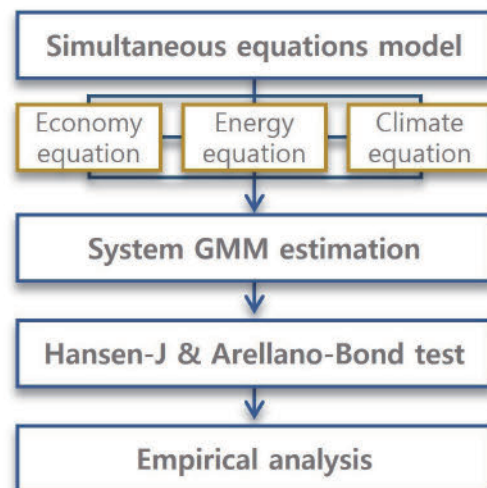 Simultaneous equations model
Economy equation
Energy equation
Climate equation
System GMM estimation
Hansen-J & Arellano-Bond test
Empirical analysis